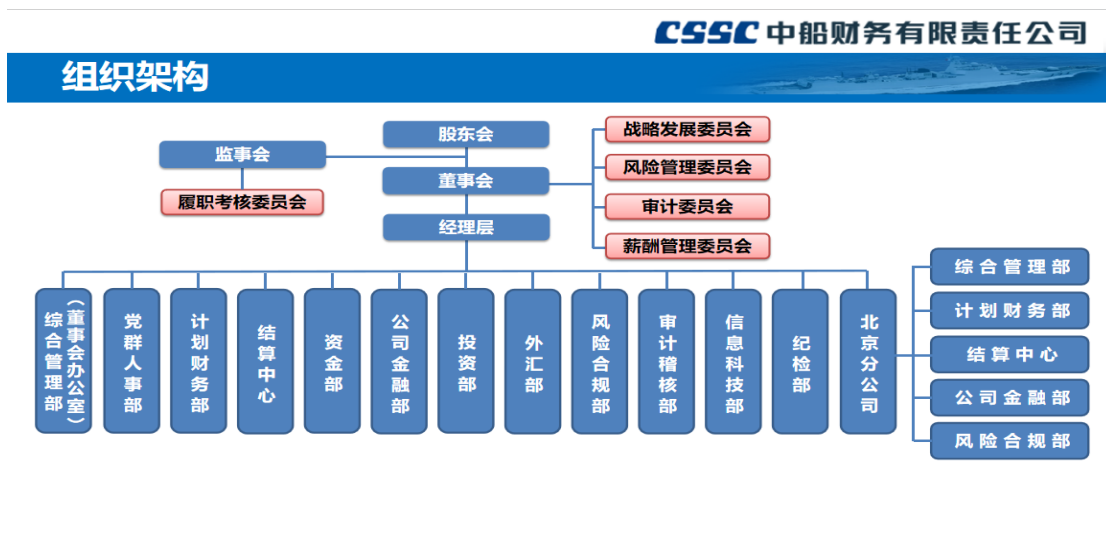 CSSC 中船财务有限责任公司
组织架构
股东会
监事会
董事会
履职考核委员会
经理层
战略发展委员会
风险管理委员会
审计委员会
薪酬管理委员会
综合管理部
（董事会办公室）
党群人事部
计划财务部
结算中心
资金部
公司金融部
投资部
外汇部
风险合规部
审计稽核部
信息科技部
纪检部
北京分公司
综合管理部
计划财务部
结算中心
公司金融部
风险合规部